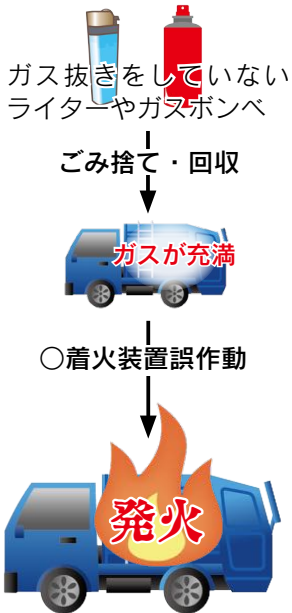 ガス抜きをしていない
ライターやガスボンベ
ごみ捨て・回収
ガスが充満
○着火装置誤作動
発火